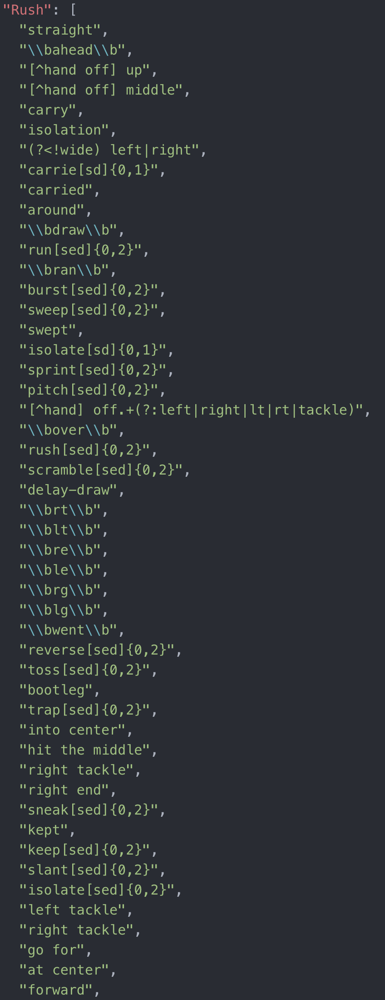 "Rush": [
"straight",
"\\bahead\\b",
"[^hand off] up",
"[^hand off] middle",
"carry",
"isolation",
"(?<!wide) left|right",
"carrie[sd]{0,1}",
"carried",
"around",
"\\bdraw\\b",
"run[sed]{0,2}",
"\\bran\\b",
"burst[sed]{0,2}",
"sweep[sed]{0,2}",
"swept",
"isolate[sd]{0,1}",
"sprint[sed]{0,2}",
"pitch[sed]{0,2}",
"[^hand] off.+(?:left|right|lt|rt|tackle)",
"\\bover\\b",
"rush[sed]{0,2}",
"scramble[sed]{0,2}",
"delay-draw",
"\\brt\\b",
"\\blt\\b",
"\\bre\\b",
"\\ble\\b",
"\\brg\\b",
"\\blg\\b",
"\\bwent\\b",
"reverse[sed]{0,2}",
"toss[sed]{0,2}",
"bootleg",
"trap[sed]{0,2}",
"into center",
"hit the middle",
"right tackle",
"right end",
"sneak[sed]{0,2}",
"kept",
"keep[sed]{0,2}",
"slant[sed]{0,2}",
"isolate[sed]{0,2}",
"left tackle",
"right tackle",
"go for",
"at center",
"forward",